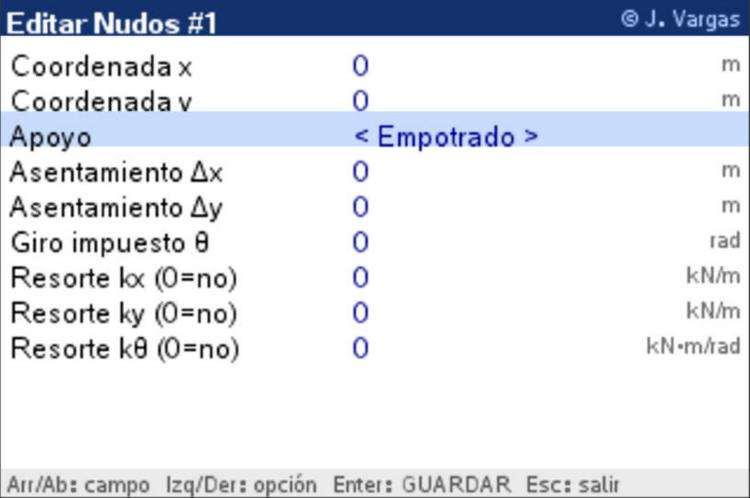 Editar Nudos #1 © J. Vargas
Coordenada x 0 m
Coordenada y 0 m
Apoyo < Empotrado >
Asentamiento Δx 0 m
Asentamiento Δy 0 m
Giro impuesto θ 0 rad
Resorte kx (0=no) 0 kN/m
Resorte ky (0=no) 0 kN/m
Resorte kθ (0=no) 0 kN·m/rad
Arr/Ab: campo Izq/Der: opción Enter: GUARDAR Esc: salir